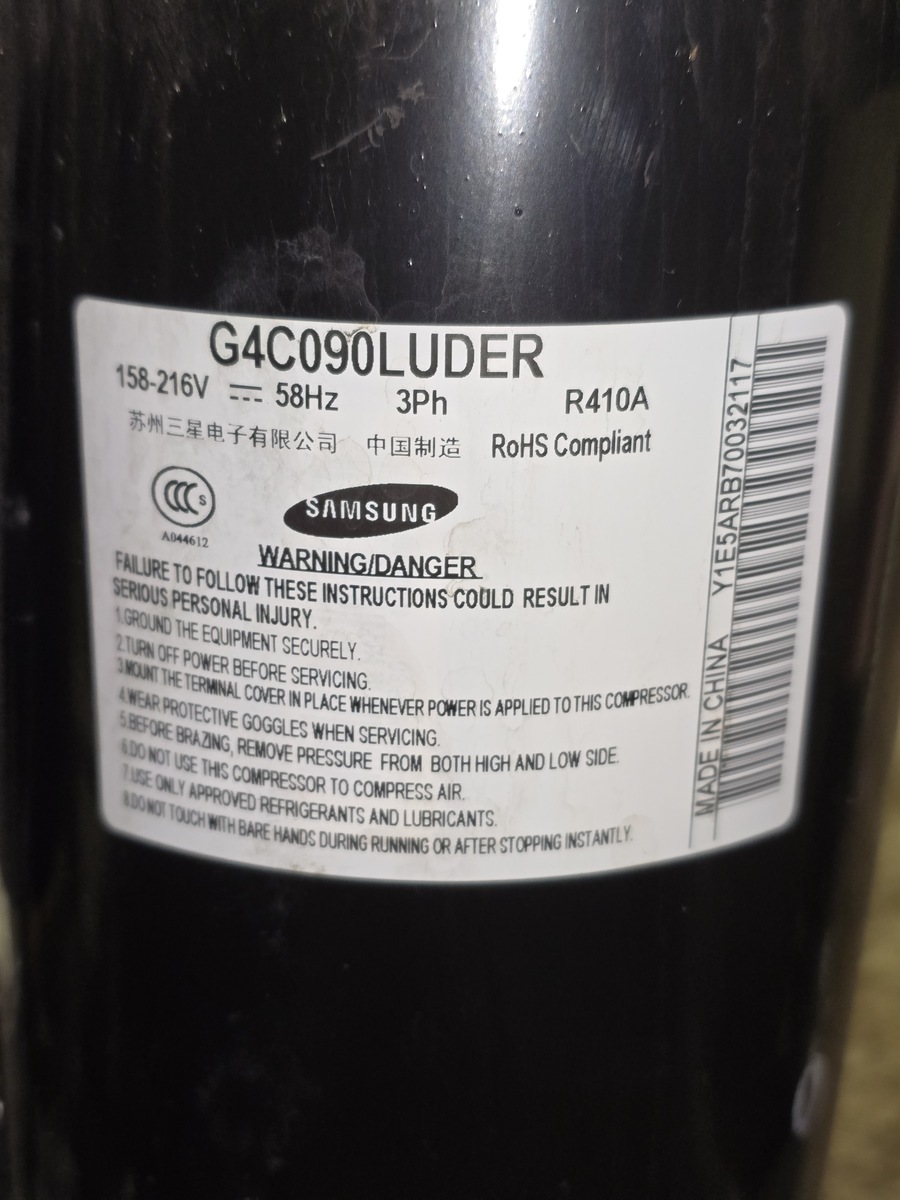 G4C090LUDER
158-216V ⎓ 58Hz 3Ph R410A
苏州三星电子有限公司 中国制造 RoHS Compliant
CCC S
A044612
SAMSUNG
WARNING/DANGER
FAILURE TO FOLLOW THESE INSTRUCTIONS COULD RESULT IN
SERIOUS PERSONAL INJURY.
1.GROUND THE EQUIPMENT SECURELY.
2.TURN OFF POWER BEFORE SERVICING.
3.MOUNT THE TERMINAL COVER IN PLACE WHENEVER POWER IS APPLIED TO THIS COMPRESSOR.
4.WEAR PROTECTIVE GOGGLES WHEN SERVICING.
5.BEFORE BRAZING, REMOVE PRESSURE FROM BOTH HIGH AND LOW SIDE.
6.DO NOT USE THIS COMPRESSOR TO COMPRESS AIR.
7.USE ONLY APPROVED REFRIGERANTS AND LUBRICANTS.
8.DO NOT TOUCH WITH BARE HANDS DURING RUNNING OR AFTER STOPPING INSTANTLY.
MADE IN CHINA Y1E5ARB70032117